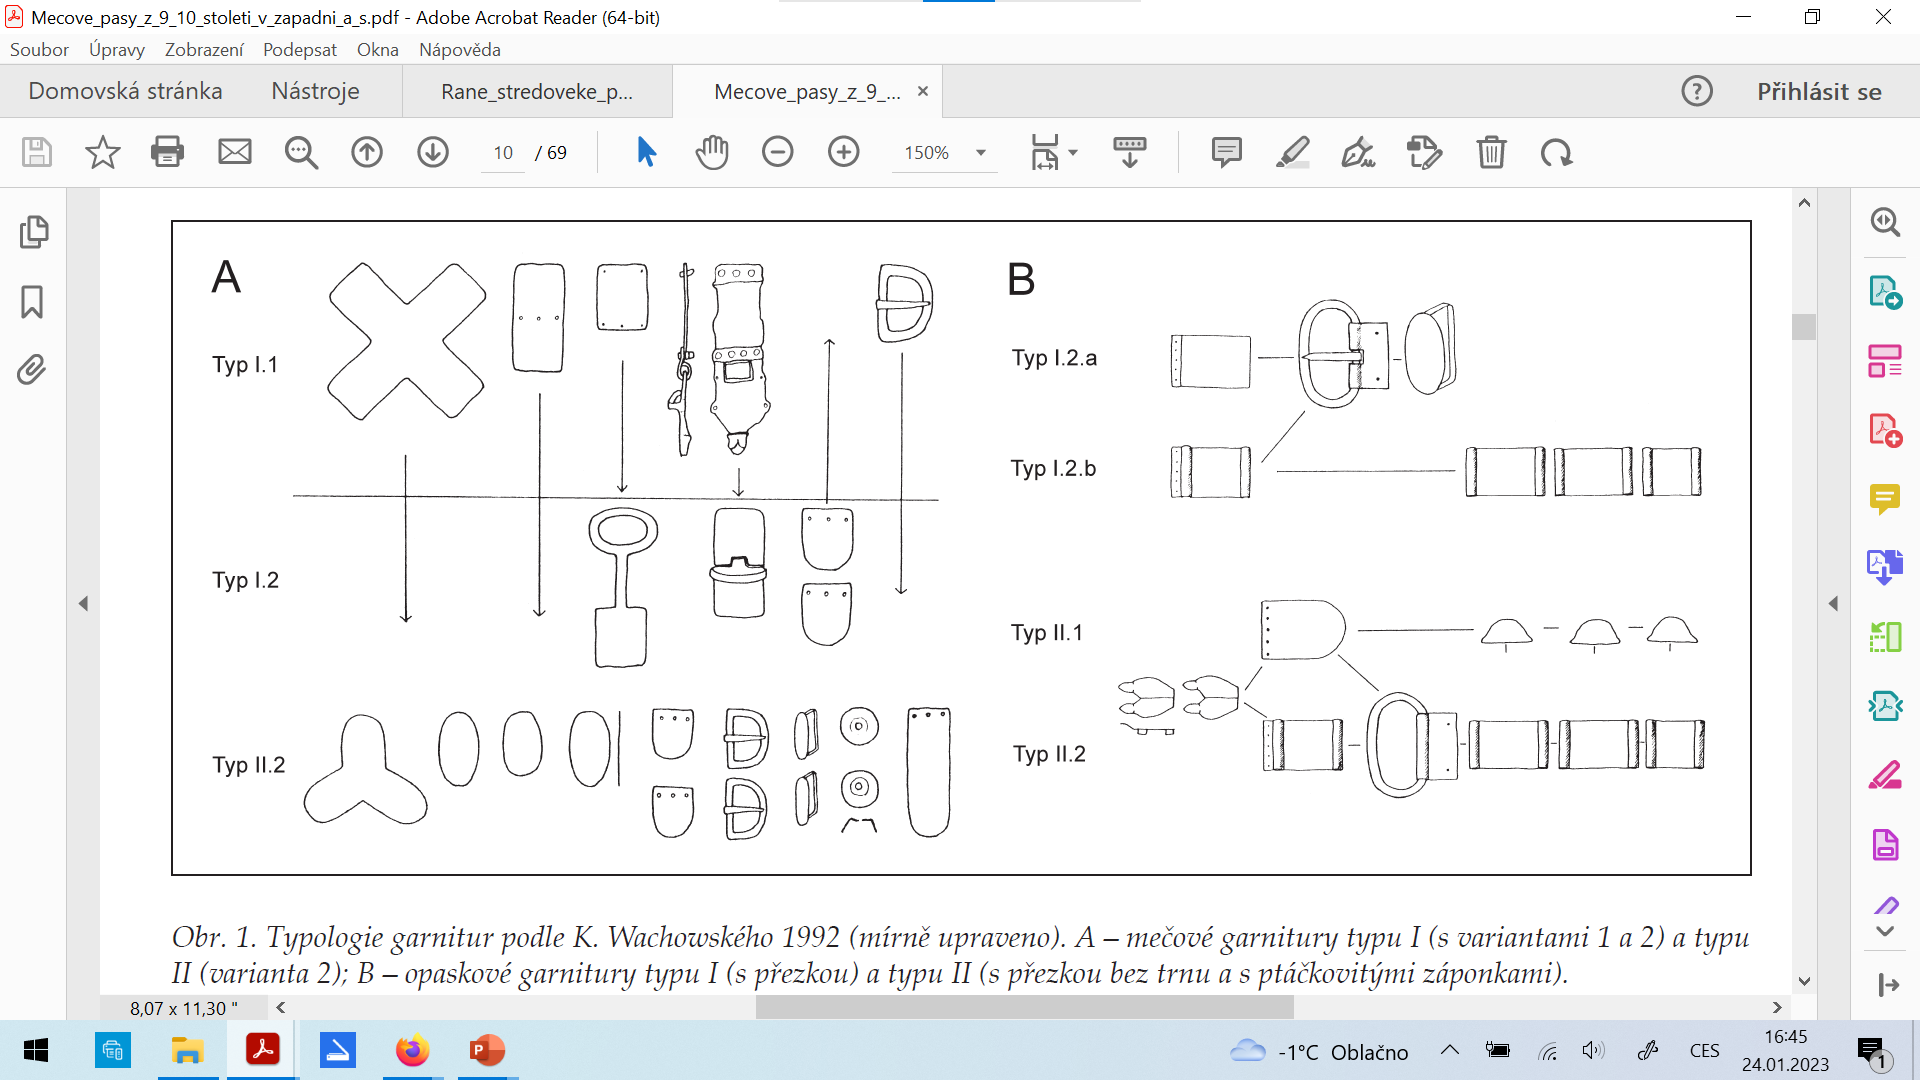 Mecove_pasy_z_9_10_stoleti_v_zapadni_a_s.pdf - Adobe Acrobat Reader (64-bit)
Soubor Úpravy Zobrazení Podepsat Okna Nápověda
Domovská stránka Nástroje Rane_stredoveke_p... Mecove_pasy_z_9_... Přihlásit se
10 / 69 150%
A
B
Typ I.1
Typ I.2
Typ II.2
Typ I.2.a
Typ I.2.b
Typ II.1
Typ II.2
Obr. 1. Typologie garnitur podle K. Wachowského 1992 (mírně upraveno). A – mečové garnitury typu I (s variantami 1 a 2) a typu
II (varianta 2); B – opaskové garnitury typu I (s přezkou) a typu II (s přezkou bez trnu a s ptáčkovitými záponkami).
8,07 x 11,30 "
-1°C Oblačno CES 16:45
24.01.2023
1